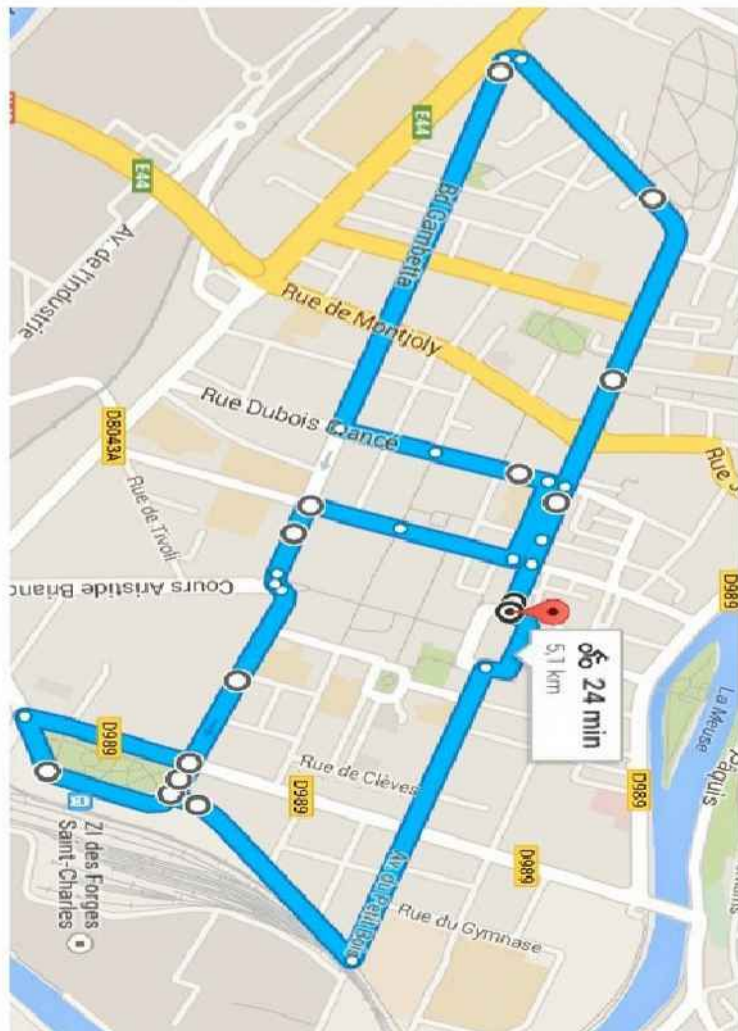 E44
E44
Av. de l'Industrie
Bd Gambetta
Rue de Montjoly
Rue Dubois Crancé
D8043A
Rue de Tivoli
Cours Aristide Briand
D989
La Meuse
24 min
5,1 km
D989
D989
Rue de Clèves
D989
D989
ZI des Forges
Saint-Charles
Av. du Petit Bois
Rue du Gymnase